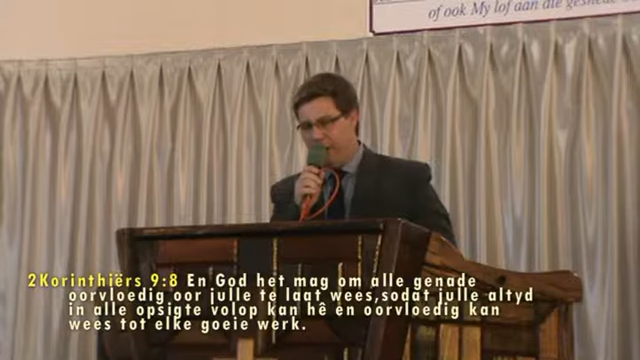 of ook My lof aan die gesnede
2Korinthiërs 9:8 En God het mag om alle genade
oorvloedig oor julle te laat wees,sodat julle altyd
in alle opsigte volop kan hê en oorvloedig kan
wees tot elke goeie werk.